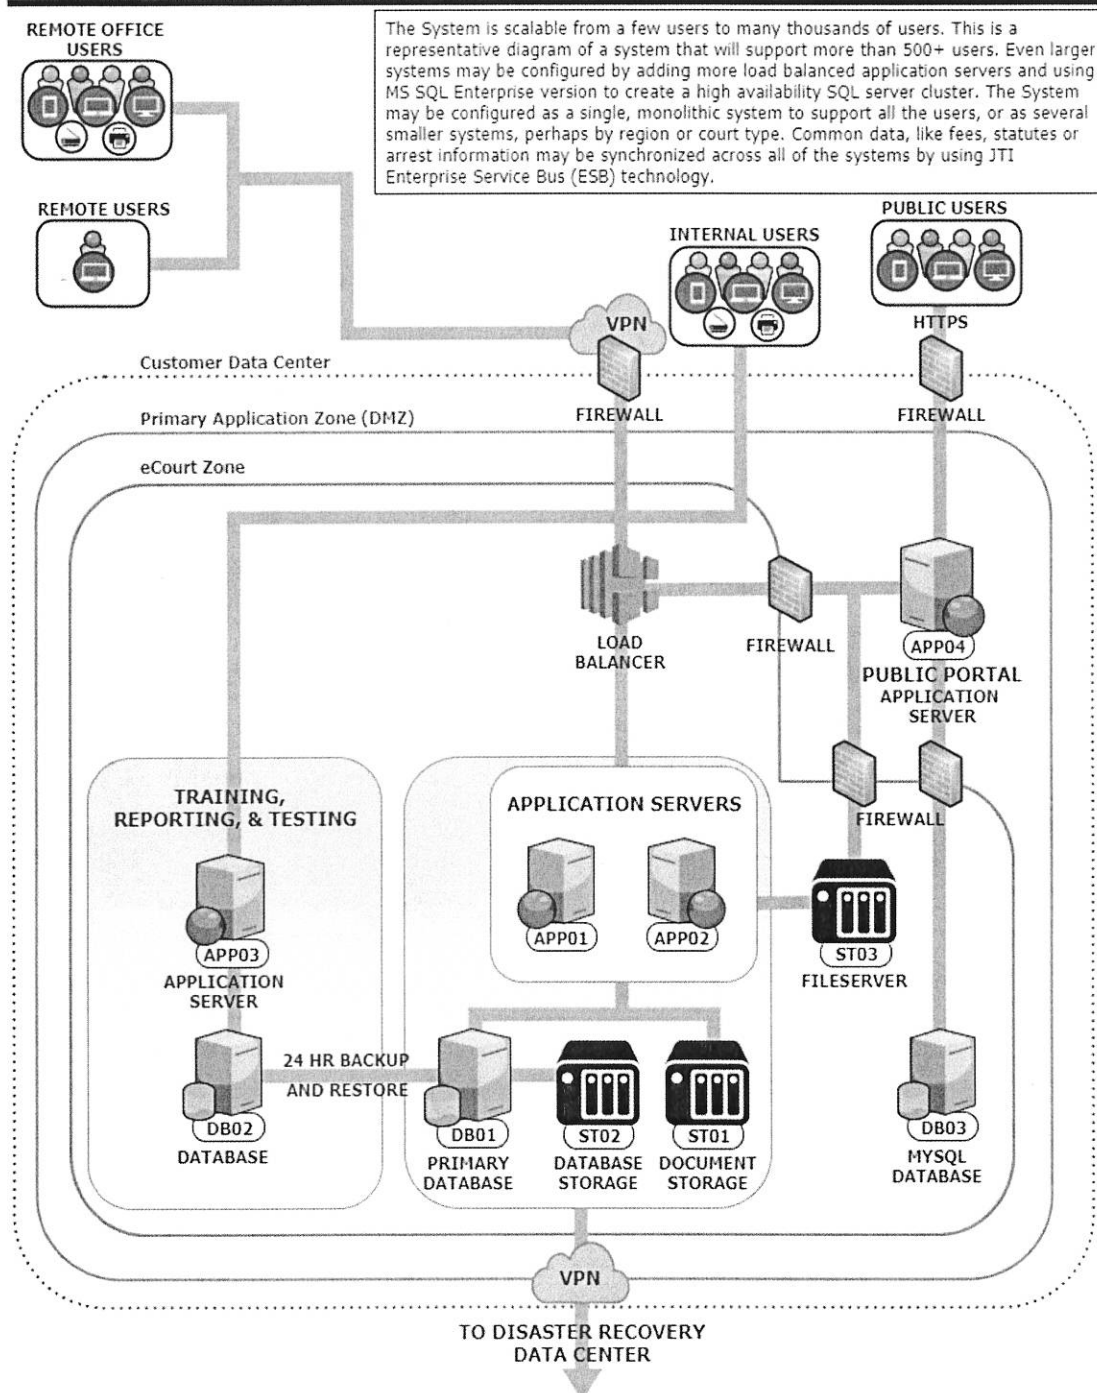 REMOTE OFFICE
USERS
The System is scalable from a few users to many thousands of users. This is a
representative diagram of a system that will support more than 500+ users. Even larger
systems may be configured by adding more load balanced application servers and using
MS SQL Enterprise version to create a high availability SQL server cluster. The System
may be configured as a single, monolithic system to support all the users, or as several
smaller systems, perhaps by region or court type. Common data, like fees, statutes or
arrest information may be synchronized across all of the systems by using JTI
Enterprise Service Bus (ESB) technology.
REMOTE USERS
INTERNAL USERS
PUBLIC USERS
VPN
HTTPS
Customer Data Center
FIREWALL
FIREWALL
Primary Application Zone (DMZ)
eCourt Zone
LOAD
BALANCER
FIREWALL
APP04
PUBLIC PORTAL
APPLICATION
SERVER
TRAINING,
REPORTING, & TESTING
APPLICATION SERVERS
FIREWALL
APP01
APP02
APP03
APPLICATION
SERVER
ST03
FILESERVER
24 HR BACKUP
AND RESTORE
DB02
DATABASE
DB01
PRIMARY
DATABASE
ST02
DATABASE
STORAGE
ST01
DOCUMENT
STORAGE
DB03
MYSQL
DATABASE
VPN
TO DISASTER RECOVERY
DATA CENTER